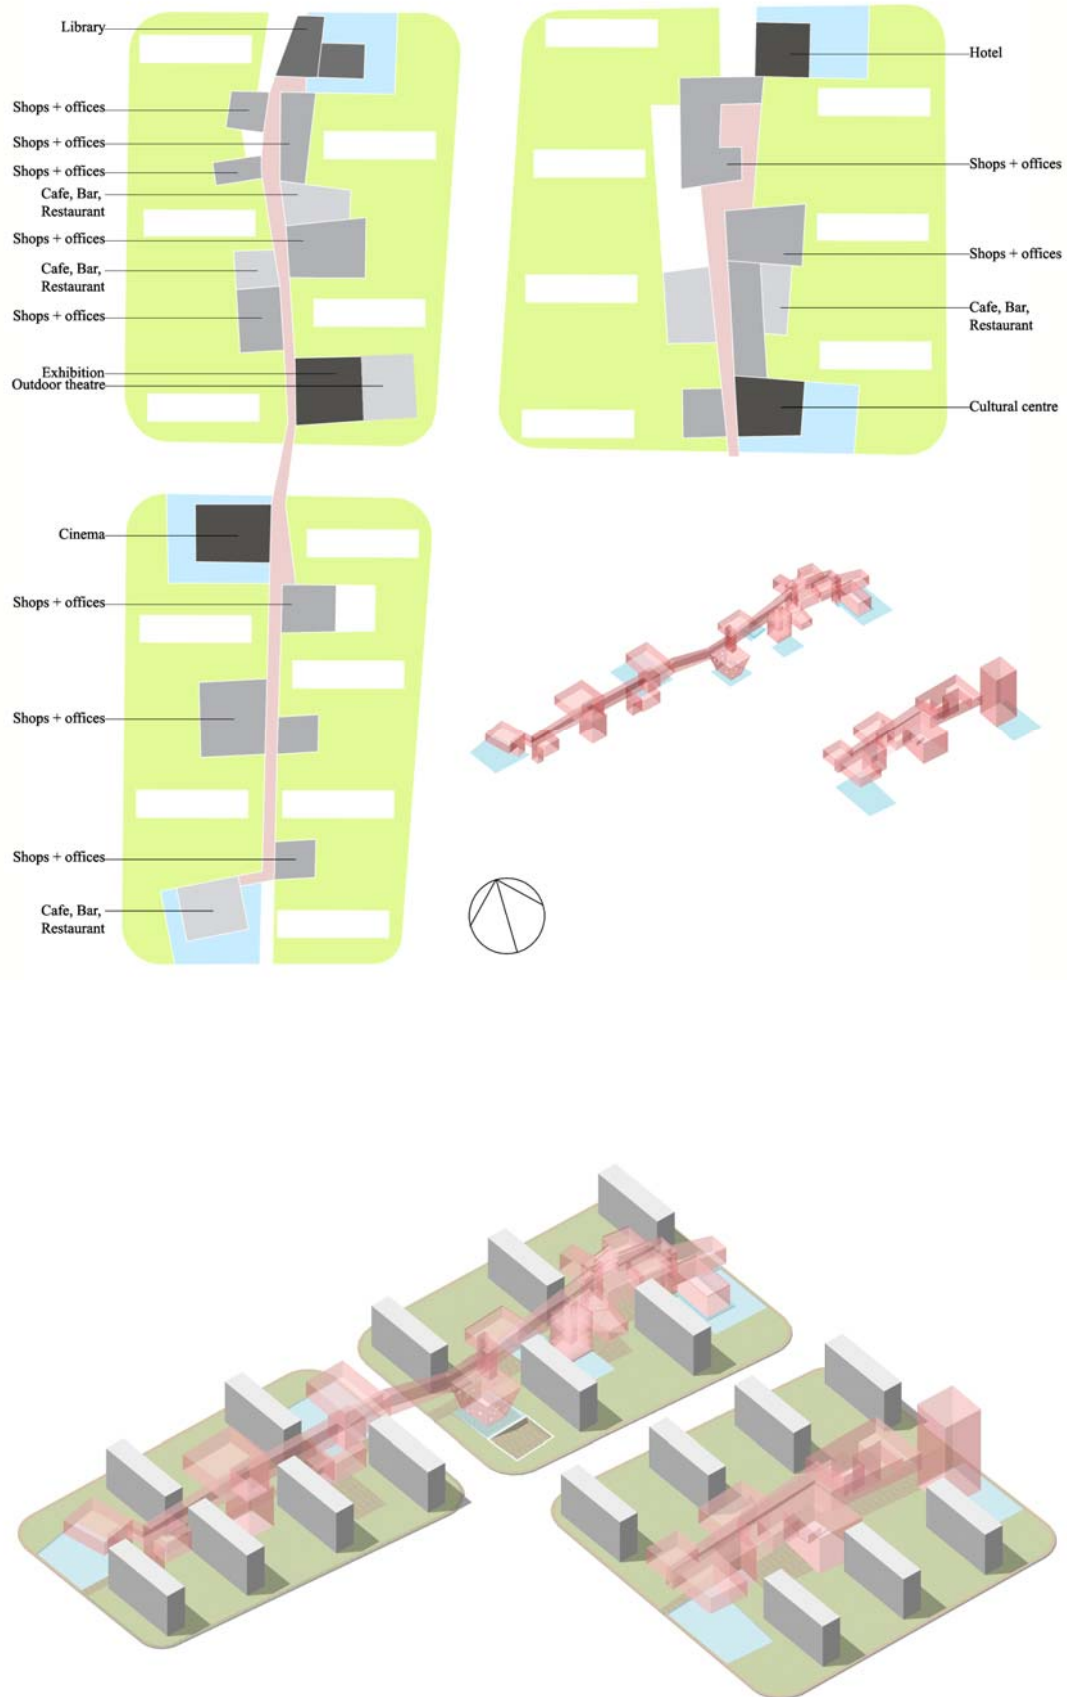 Library
Shops + offices
Shops + offices
Shops + offices
Cafe, Bar,
Restaurant
Shops + offices
Cafe, Bar,
Restaurant
Shops + offices
Exhibition
Outdoor theatre
Cinema
Shops + offices
Shops + offices
Shops + offices
Cafe, Bar,
Restaurant
Hotel
Shops + offices
Shops + offices
Cafe, Bar,
Restaurant
Cultural centre